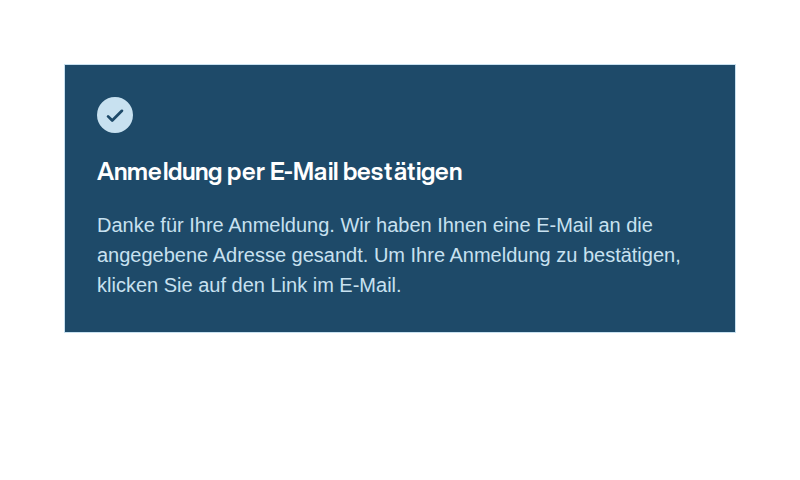 Anmeldung per E-Mail bestätigen
Danke für Ihre Anmeldung. Wir haben Ihnen eine E-Mail an die
angegebene Adresse gesandt. Um Ihre Anmeldung zu bestätigen,
klicken Sie auf den Link im E-Mail.